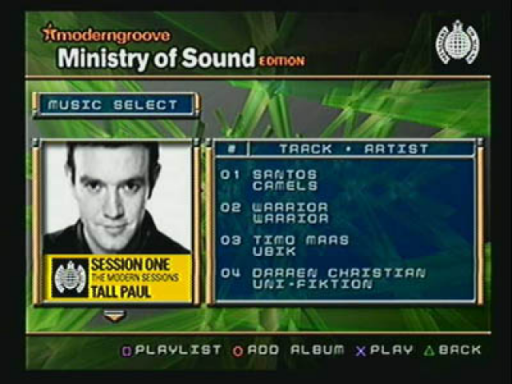 moderngroove
Ministry of Sound EDITION
MUSIC SELECT
# TRACK • ARTIST
01 SANTOS
CAMELS
02 WARRIOR
WARRIOR
03 TIMO MAAS
UBIK
04 DARREN CHRISTIAN
UNI-FIKTION
SESSION ONE
THE MODERN SESSIONS
TALL PAUL
PLAYLIST ADD ALBUM X PLAY BACK